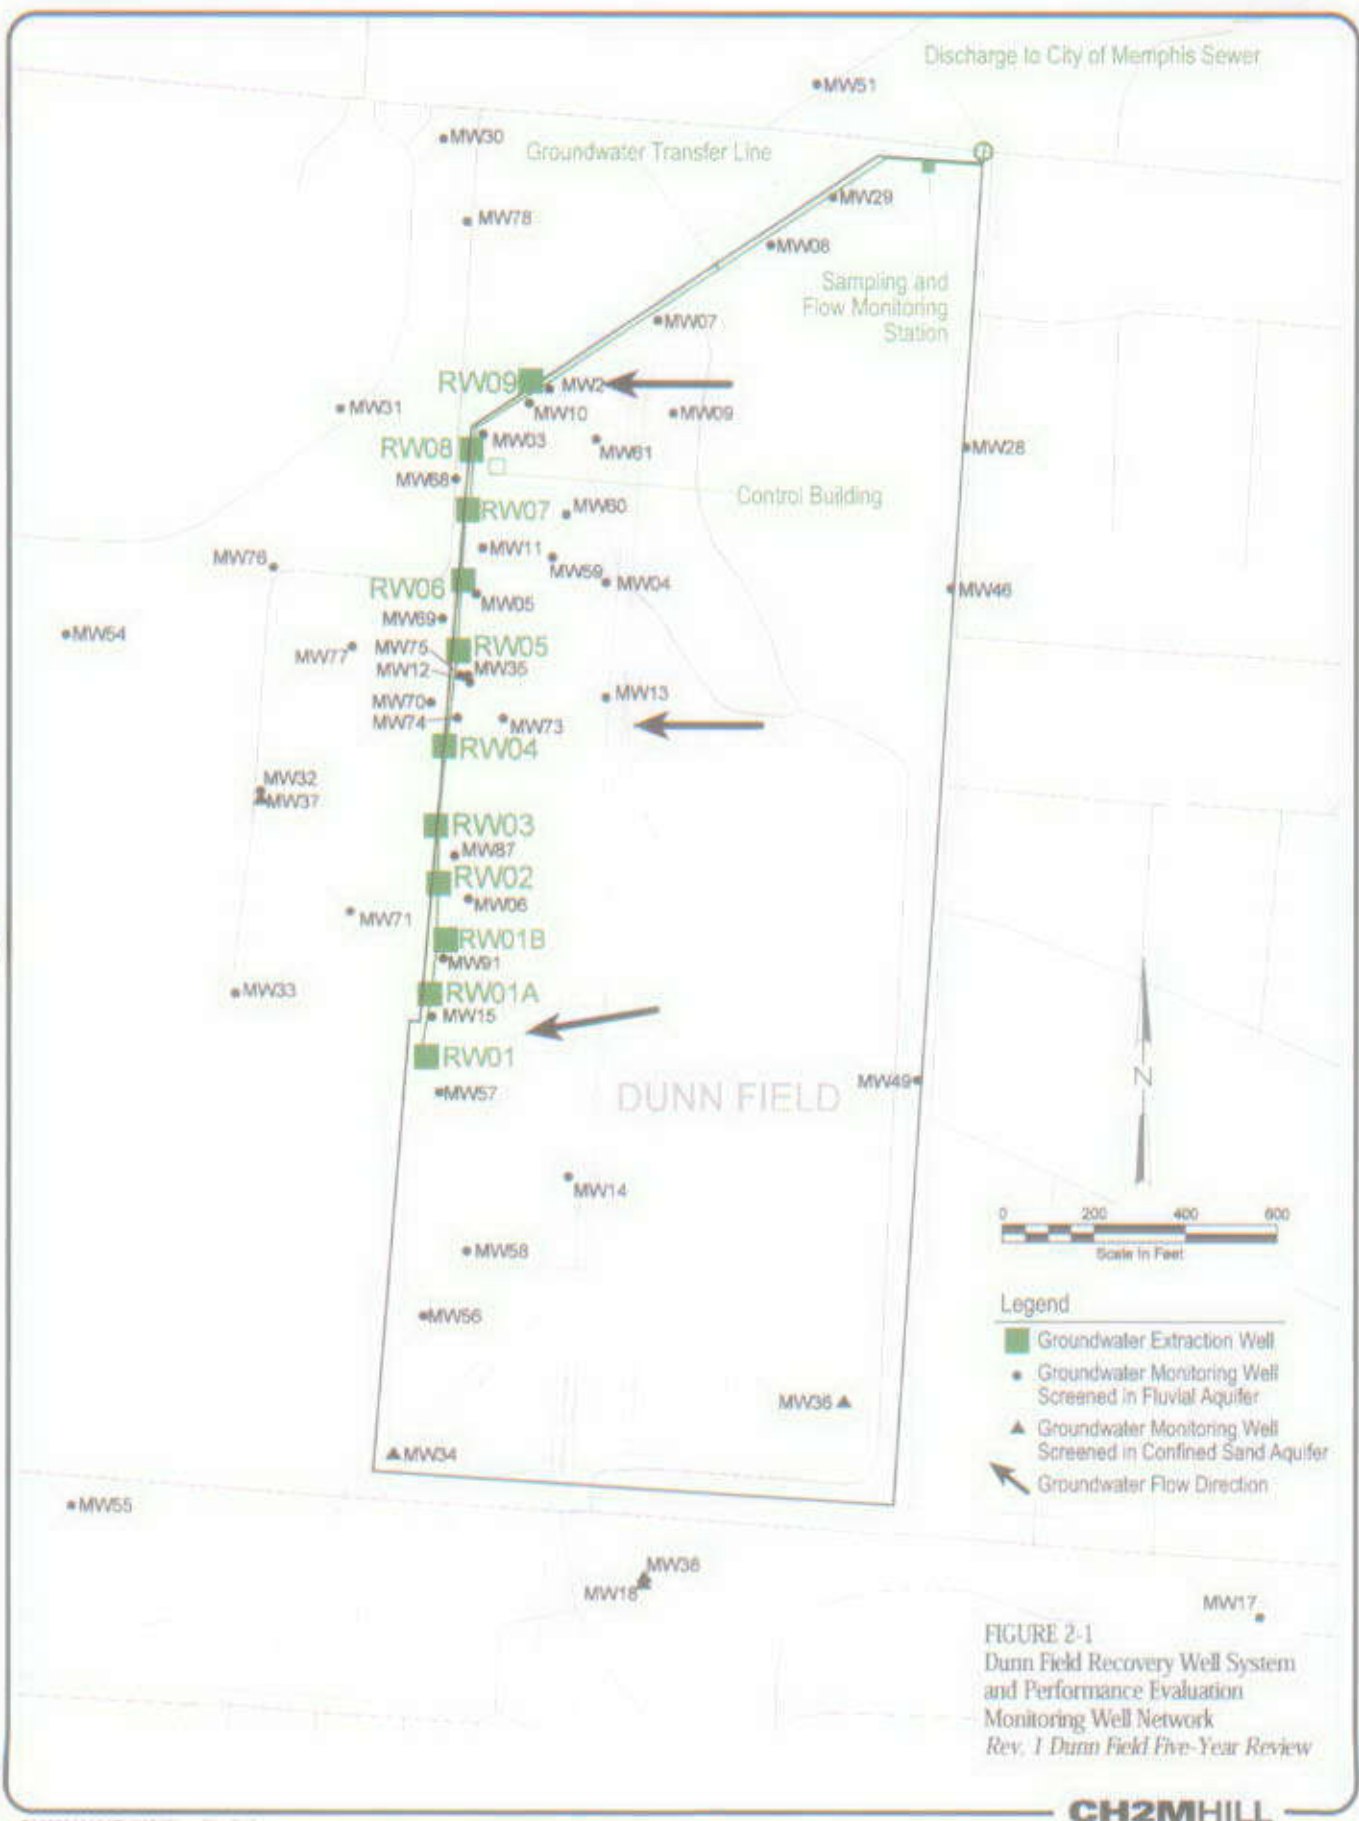 Discharge to City of Memphis Sewer
MW51
MW30
Groundwater Transfer Line
MW29
MW78
MW08
Sampling and
Flow Monitoring
Station
MW07
RW09
MW2
MW31
MW10
MW09
RW08
MW03
MW61
MW28
MW68
Control Building
RW07
MW60
MW11
MW76
MW59
MW04
RW06
MW46
MW05
MW69
MW54
MW75
RW05
MW77
MW12
MW35
MW70
MW13
MW74
MW73
RW04
MW32
MW37
RW03
MW87
RW02
MW06
MW71
RW01B
MW91
MW33
RW01A
MW15
RW01
MW49
N
MW57
DUNN FIELD
MW14
0 200 400 600
Scale In Feet
MW58
Legend
MW56
Groundwater Extraction Well
Groundwater Monitoring Well
Screened in Fluvial Aquifer
MW36
Groundwater Monitoring Well
Screened in Confined Sand Aquifer
MW34
Groundwater Flow Direction
MW55
MW38
MW18
MW17
FIGURE 2-1
Dunn Field Recovery Well System
and Performance Evaluation
Monitoring Well Network
Rev. 1 Dunn Field Five-Year Review
CH2MHILL